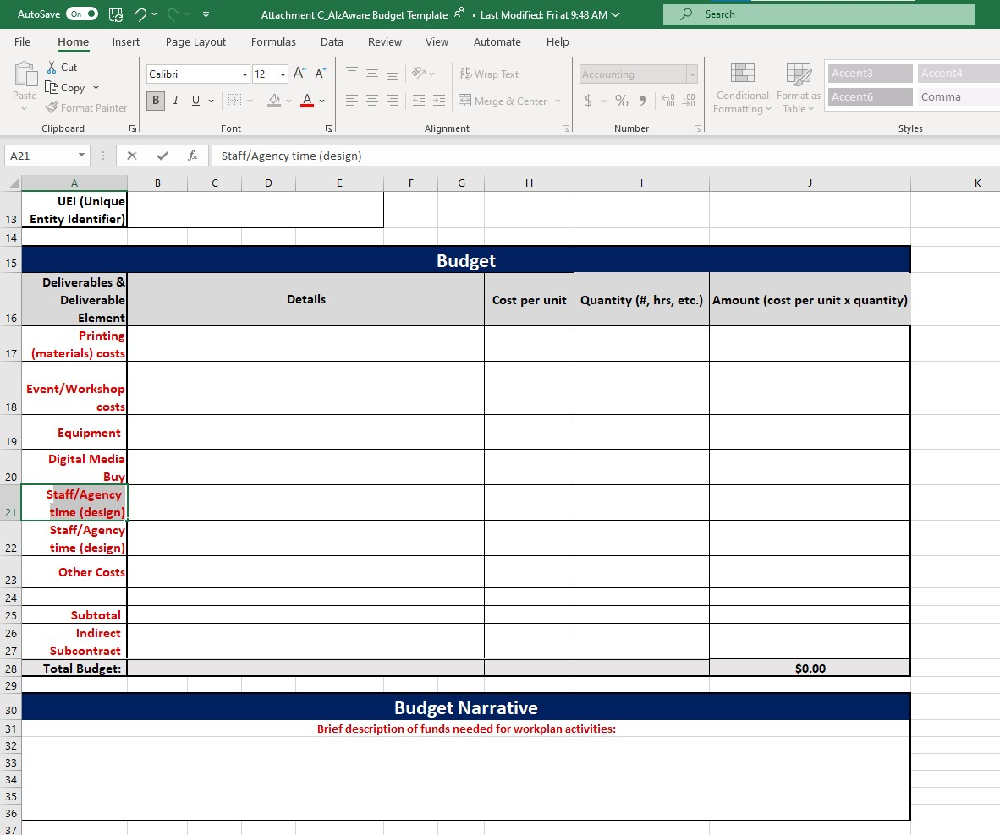 AutoSave On Attachment C_AlzAware Budget Template • Last Modified: Fri at 9:48 AM Search
File Home Insert Page Layout Formulas Data Review View Automate Help
Paste
Cut
Copy
Format Painter
Clipboard
Calibri 12 A^ Aˇ
B I U A
Font
Wrap Text
Merge & Center
Alignment
Accounting
$ % 9
Number
Conditional Formatting
Format as Table
Accent3 Accent4
Accent6 Comma
Styles
A21 fx Staff/Agency time (design)
A B C D E F G H I J K
13 UEI (Unique
Entity Identifier)
14
15 Budget
16 Deliverables &
Deliverable
Element Details Cost per unit Quantity (#, hrs, etc.) Amount (cost per unit x quantity)
17 Printing
(materials) costs
18 Event/Workshop
costs
19 Equipment
20 Digital Media
Buy
21 Staff/Agency
time (design)
22 Staff/Agency
time (design)
23 Other Costs
24
25 Subtotal
26 Indirect
27 Subcontract
28 Total Budget: $0.00
29
30 Budget Narrative
31 Brief description of funds needed for workplan activities:
32
33
34
35
36
37